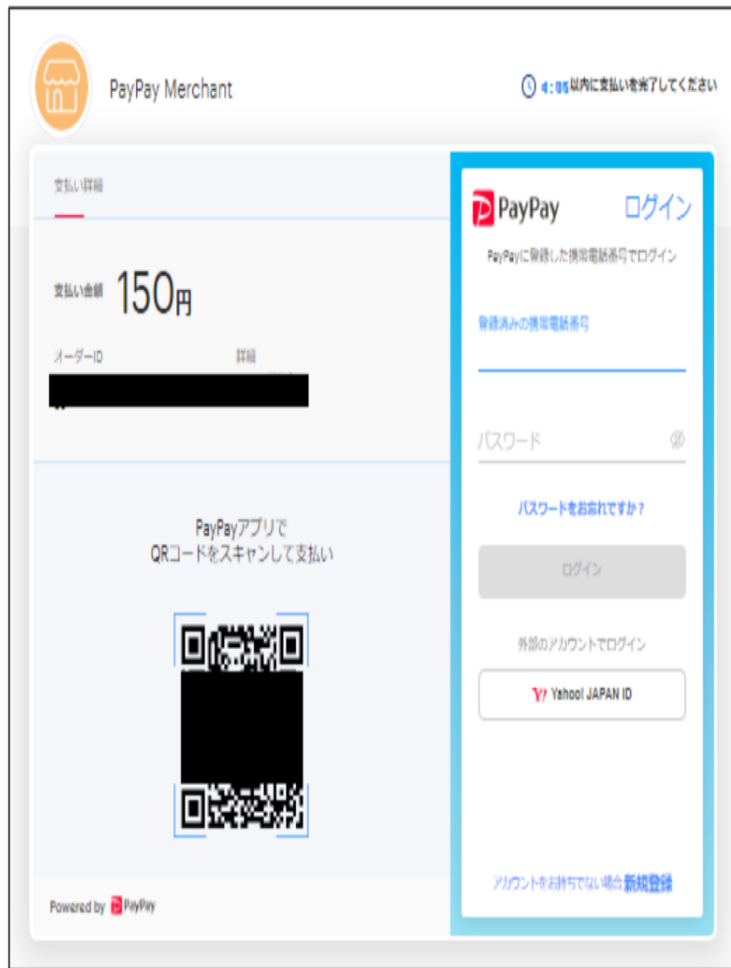 PayPay Merchant
4:05以内に支払いを完了してください
支払い詳細
支払い金額 150円
オーダーID 詳細
PayPayアプリで
QRコードをスキャンして支払い
Powered by PayPay
PayPay ログイン
PayPayに登録した携帯電話番号でログイン
登録済みの携帯電話番号
パスワード
パスワードをお忘れですか?
ログイン
外部のアカウントでログイン
Y! Yahoo! JAPAN ID
アカウントをお持ちでない場合 新規登録